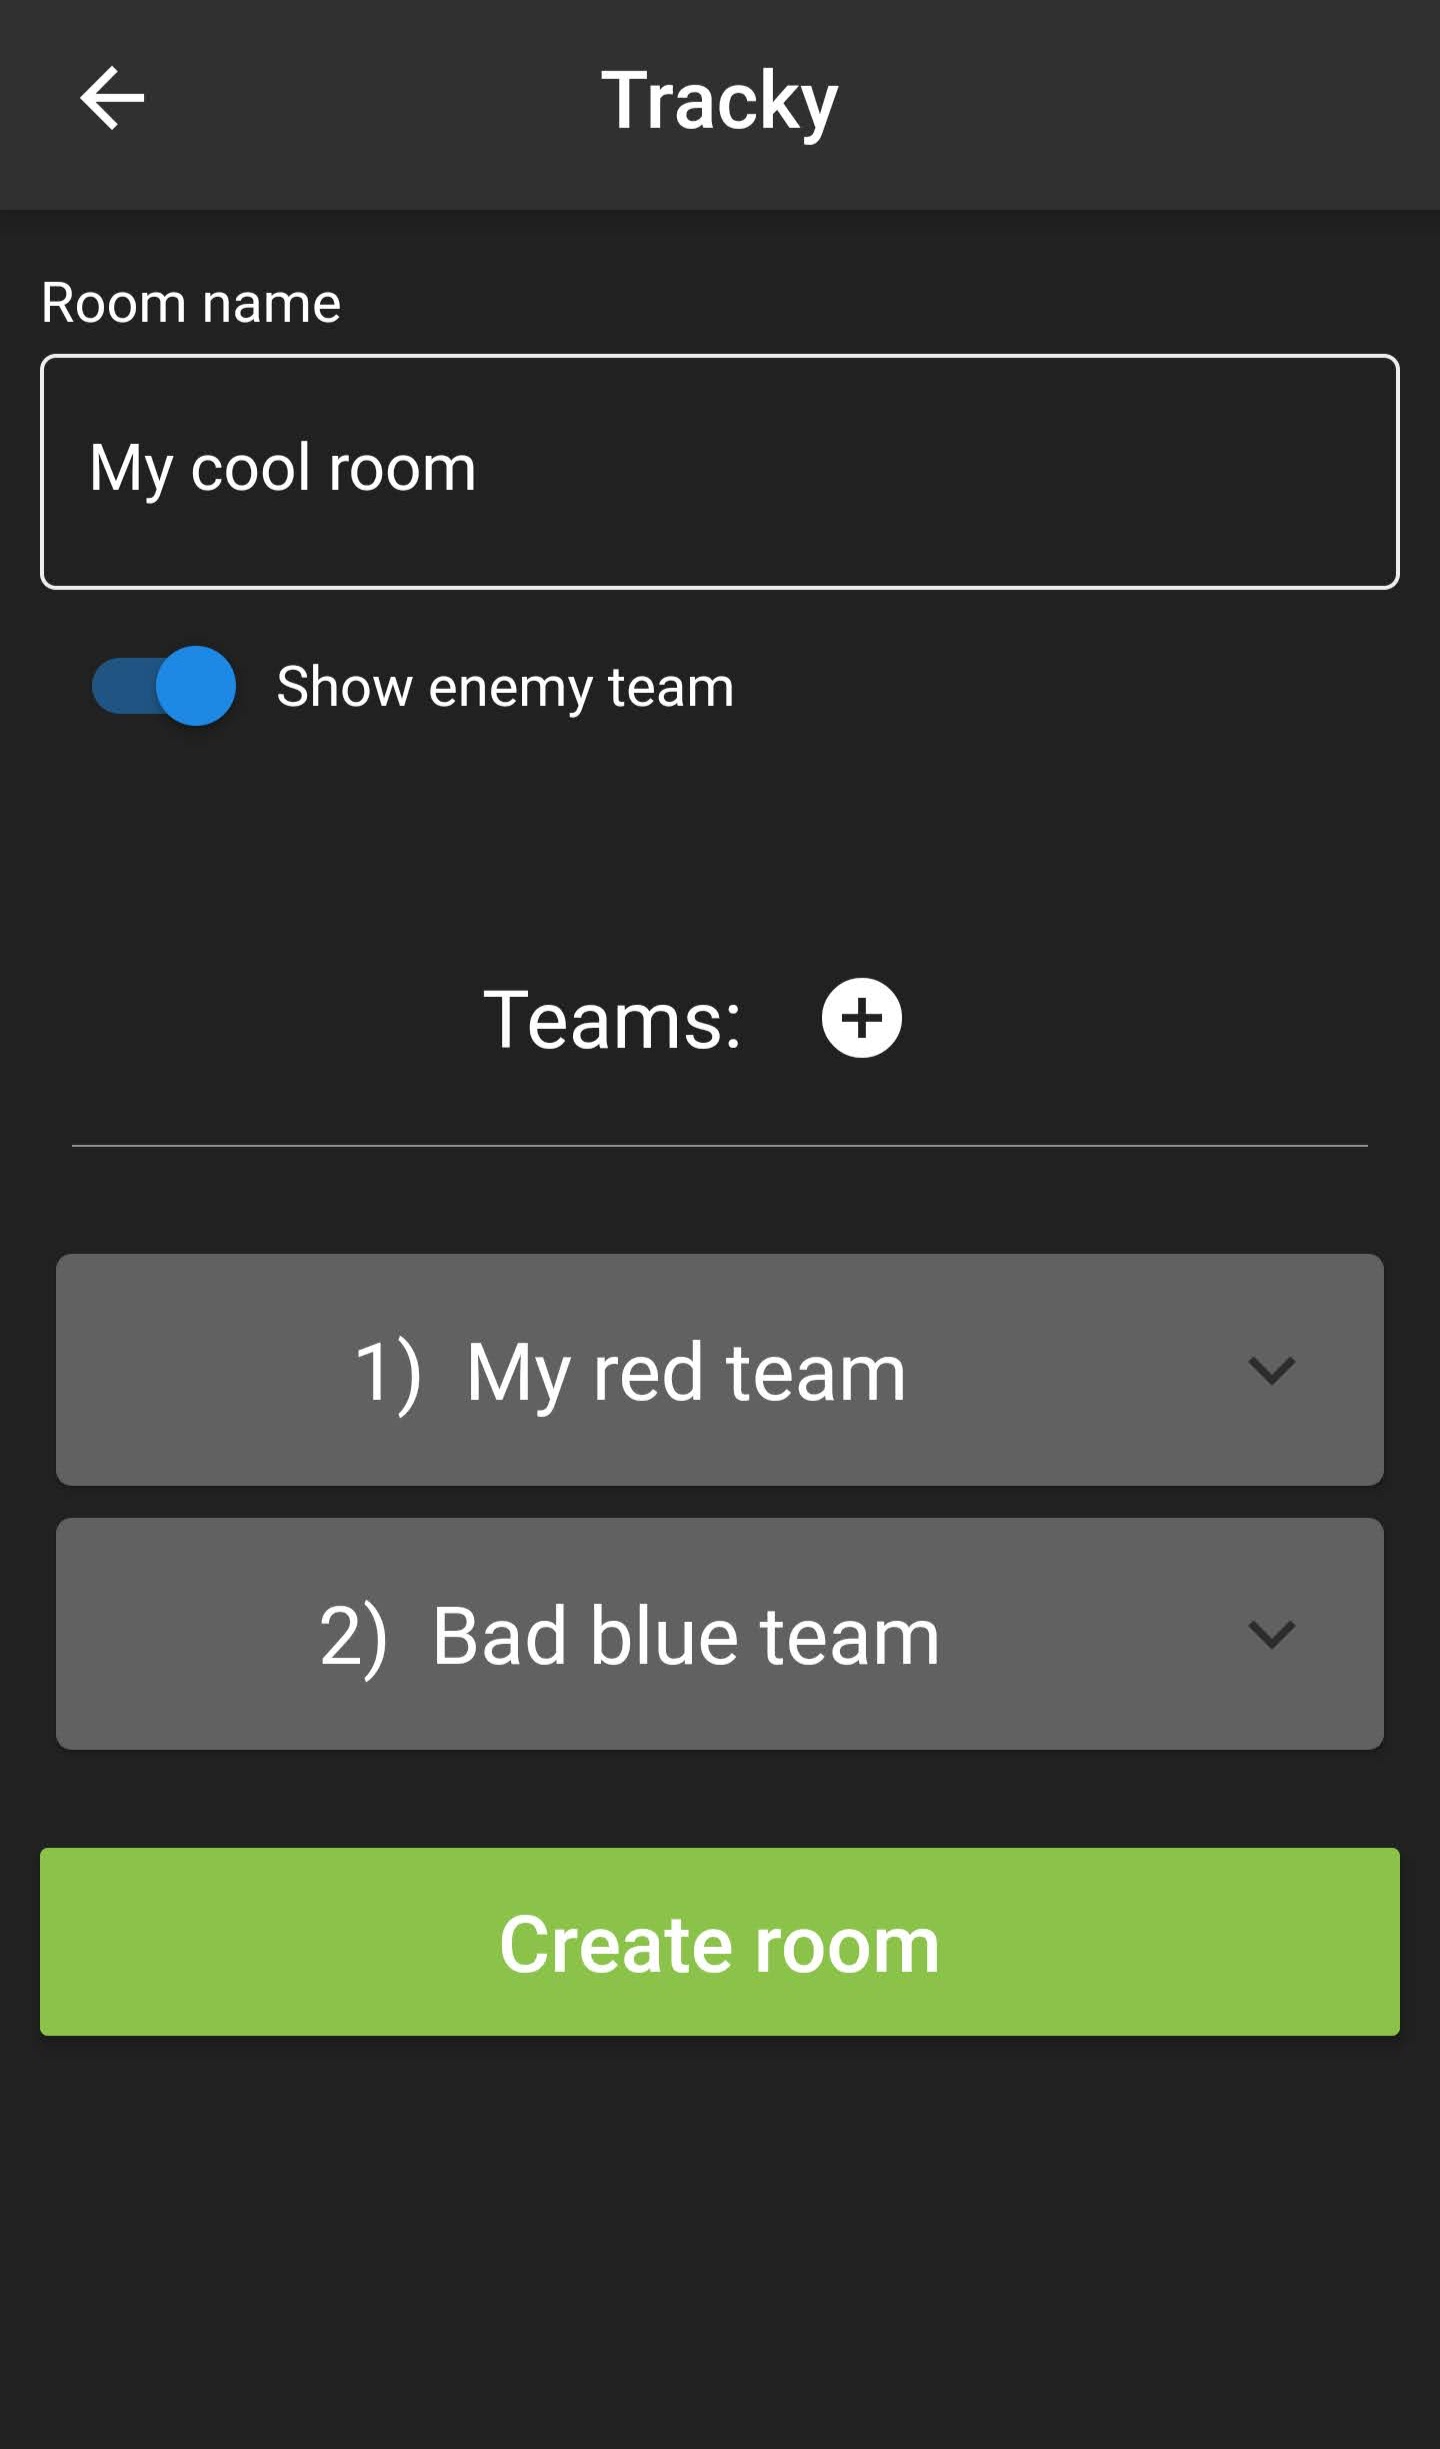 Tracky
Room name
My cool room
Show enemy team
Teams:
1) My red team
2) Bad blue team
Create room